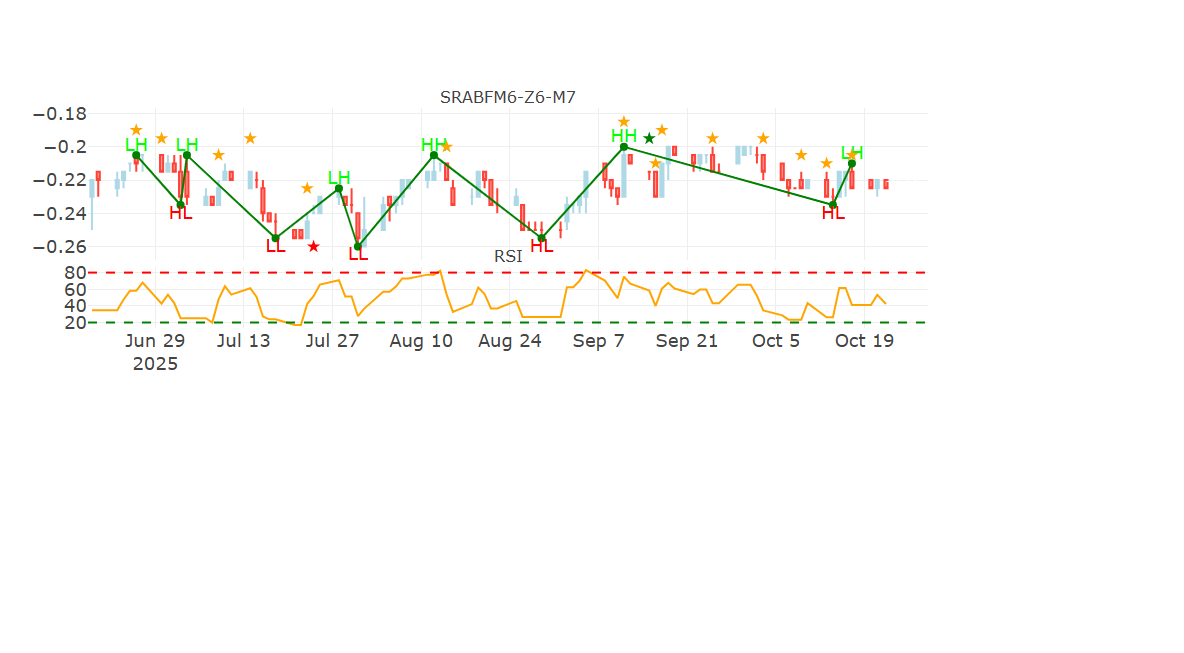 SRABFM6-Z6-M7
−0.18
−0.2
−0.22
−0.24
−0.26
LH
HL
LH
LL
LH
LL
HH
HL
HH
HL
LH
RSI
80
60
40
20
Jun 29
2025
Jul 13
Jul 27
Aug 10
Aug 24
Sep 7
Sep 21
Oct 5
Oct 19